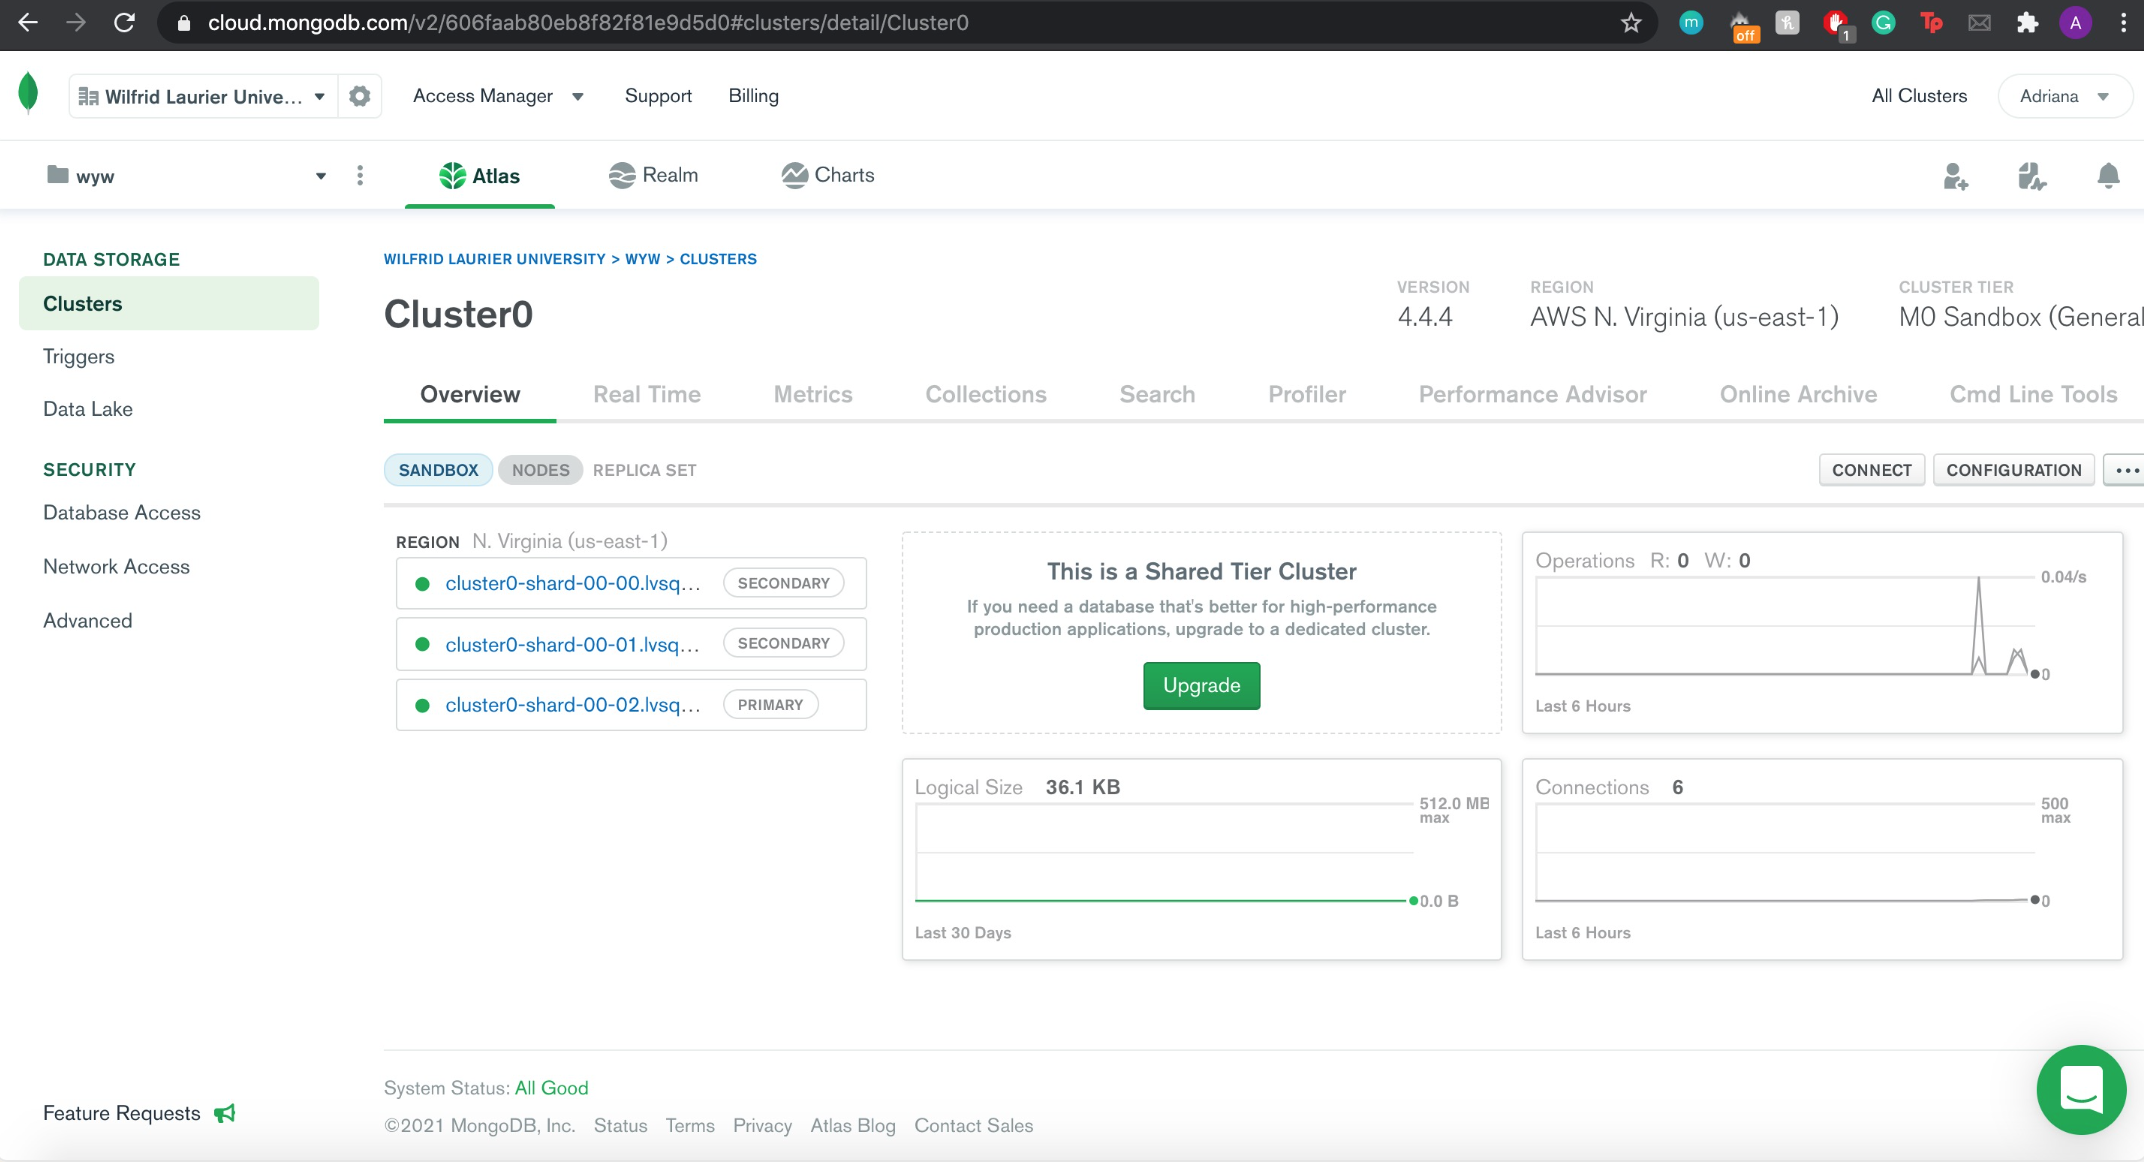 cloud.mongodb.com/v2/606faab80eb8f82f81e9d5d0#clusters/detail/Cluster0
m
off
1
G
Tp
A
Wilfrid Laurier Unive...
Access Manager
Support
Billing
All Clusters
Adriana
wyw
Atlas
Realm
Charts
DATA STORAGE
Clusters
Triggers
Data Lake
SECURITY
Database Access
Network Access
Advanced
Feature Requests
WILFRID LAURIER UNIVERSITY > WYW > CLUSTERS
Cluster0
VERSION
4.4.4
REGION
AWS N. Virginia (us-east-1)
CLUSTER TIER
M0 Sandbox (General
Overview
Real Time
Metrics
Collections
Search
Profiler
Performance Advisor
Online Archive
Cmd Line Tools
SANDBOX
NODES
REPLICA SET
CONNECT
CONFIGURATION
...
REGION N. Virginia (us-east-1)
cluster0-shard-00-00.lvsq... SECONDARY
cluster0-shard-00-01.lvsq... SECONDARY
cluster0-shard-00-02.lvsq... PRIMARY
This is a Shared Tier Cluster
If you need a database that's better for high-performance
production applications, upgrade to a dedicated cluster.
Upgrade
Operations R: 0 W: 0
0.04/s
0
Last 6 Hours
Logical Size 36.1 KB
512.0 MB
max
0.0 B
Last 30 Days
Connections 6
500
max
0
Last 6 Hours
System Status: All Good
©2021 MongoDB, Inc. Status Terms Privacy Atlas Blog Contact Sales